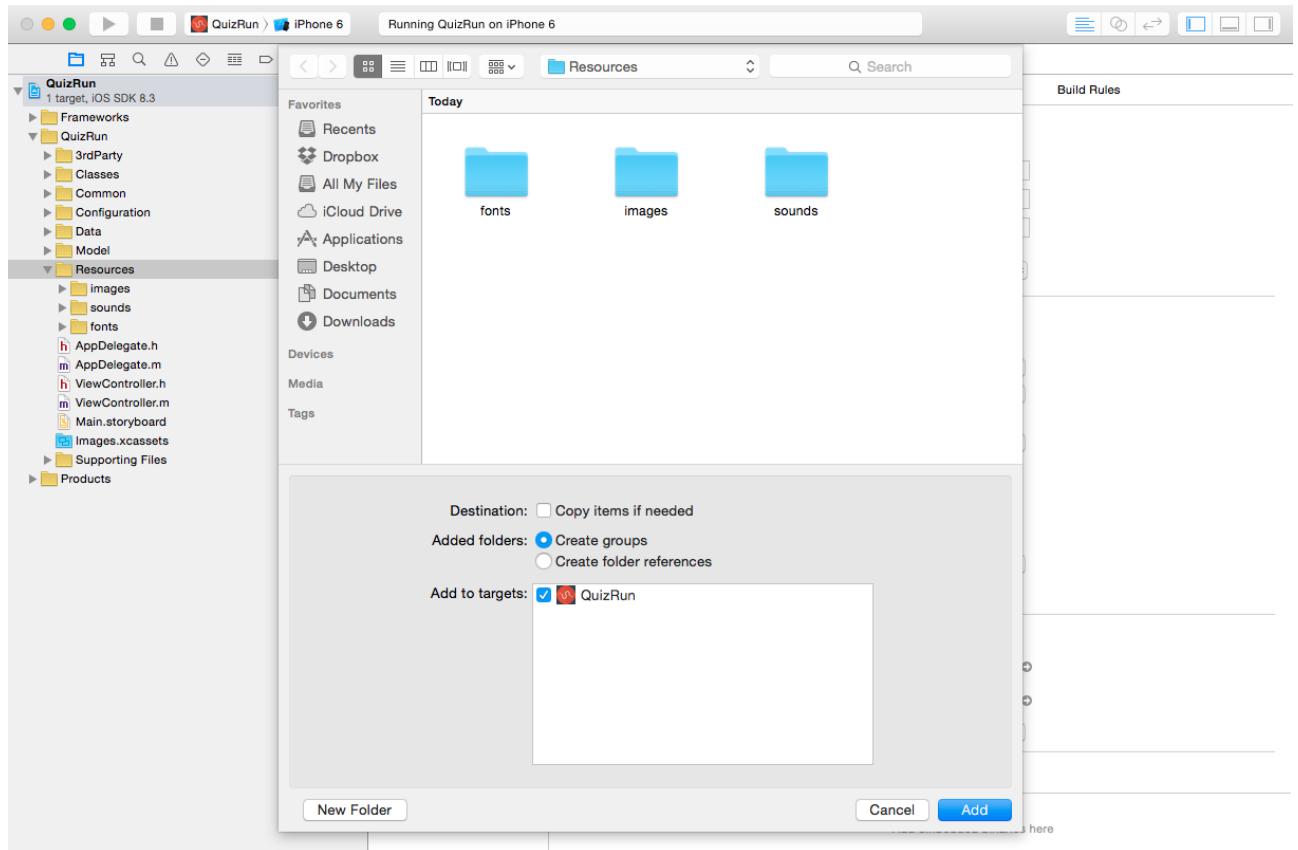 QuizRun iPhone 6
Running QuizRun on iPhone 6
QuizRun
1 target, iOS SDK 8.3
Frameworks
QuizRun
3rdParty
Classes
Common
Configuration
Data
Model
Resources
images
sounds
fonts
h AppDelegate.h
m AppDelegate.m
h ViewController.h
m ViewController.m
Main.storyboard
Images.xcassets
Supporting Files
Products
Resources
Search
Favorites
Recents
Dropbox
All My Files
iCloud Drive
Applications
Desktop
Documents
Downloads
Devices
Media
Tags
Today
fonts images sounds
Destination: Copy items if needed
Added folders: Create groups
Create folder references
Add to targets: QuizRun
New Folder Cancel Add
Build Rules
here